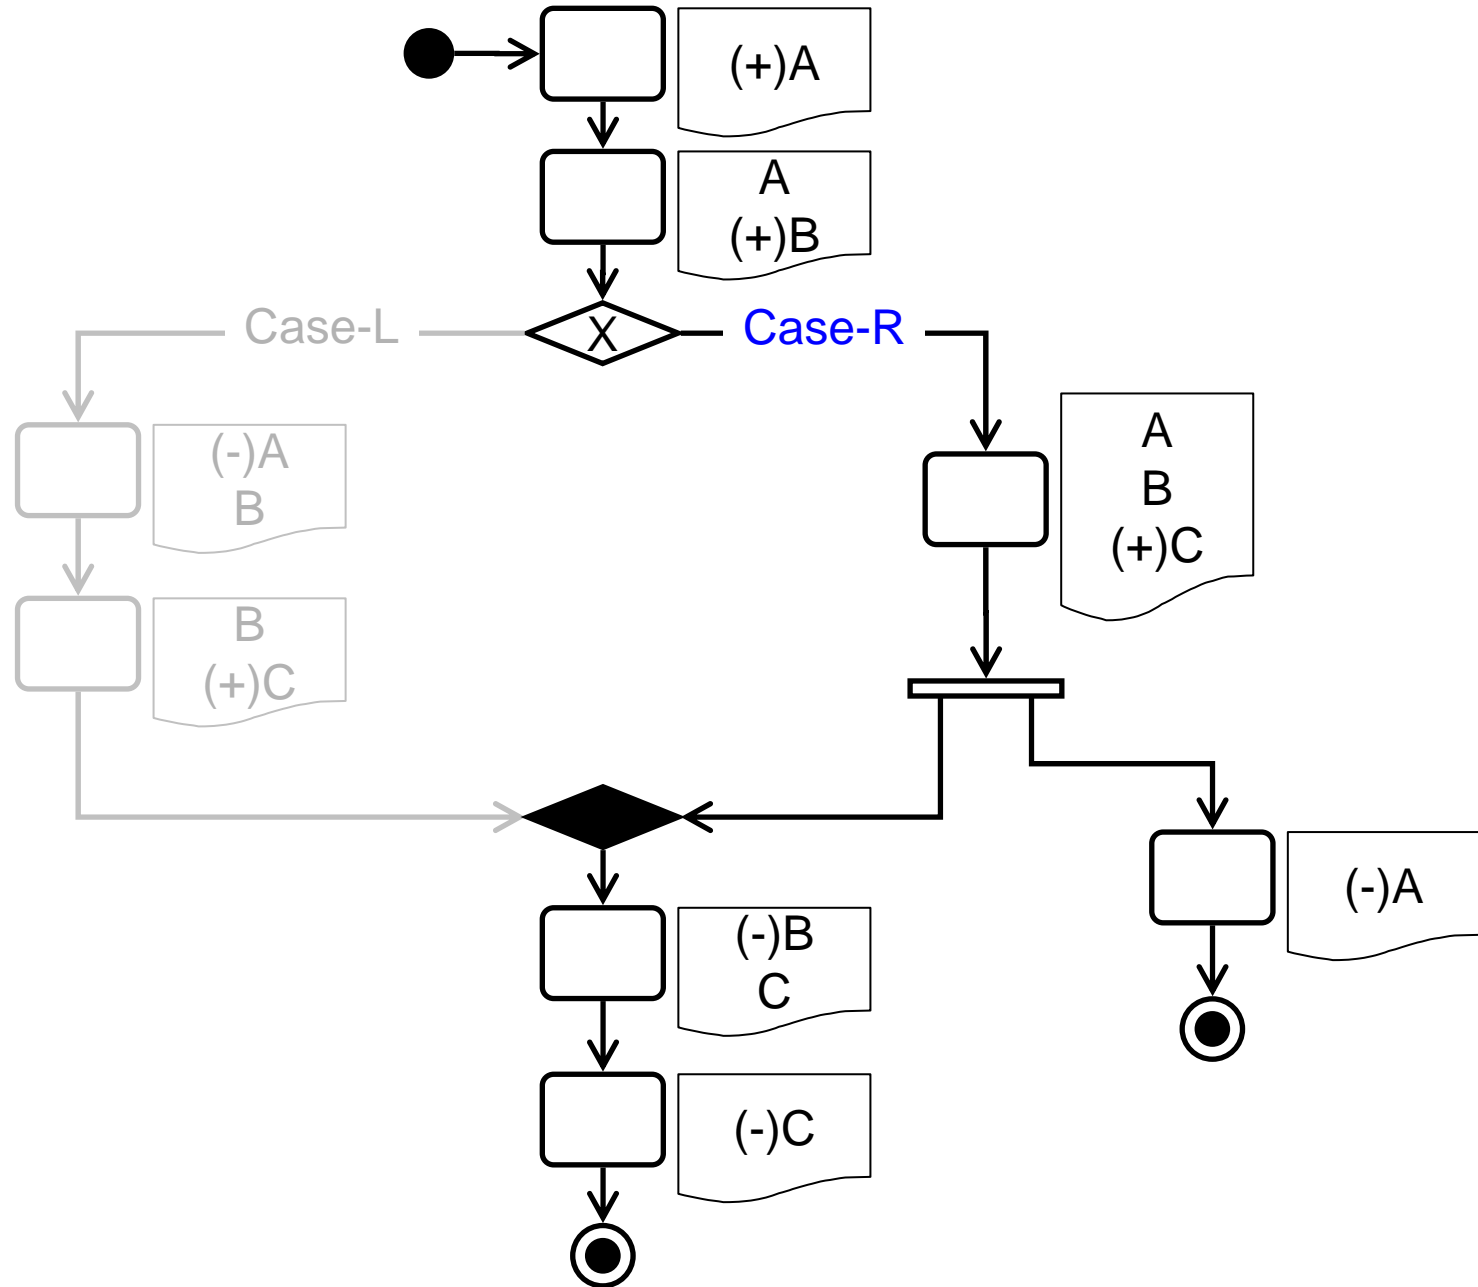 (+)A
A
(+)B
Case-L
X
Case-R
(-)A
B
A
B
(+)C
B
(+)C
(-)A
(-)B
C
(-)C